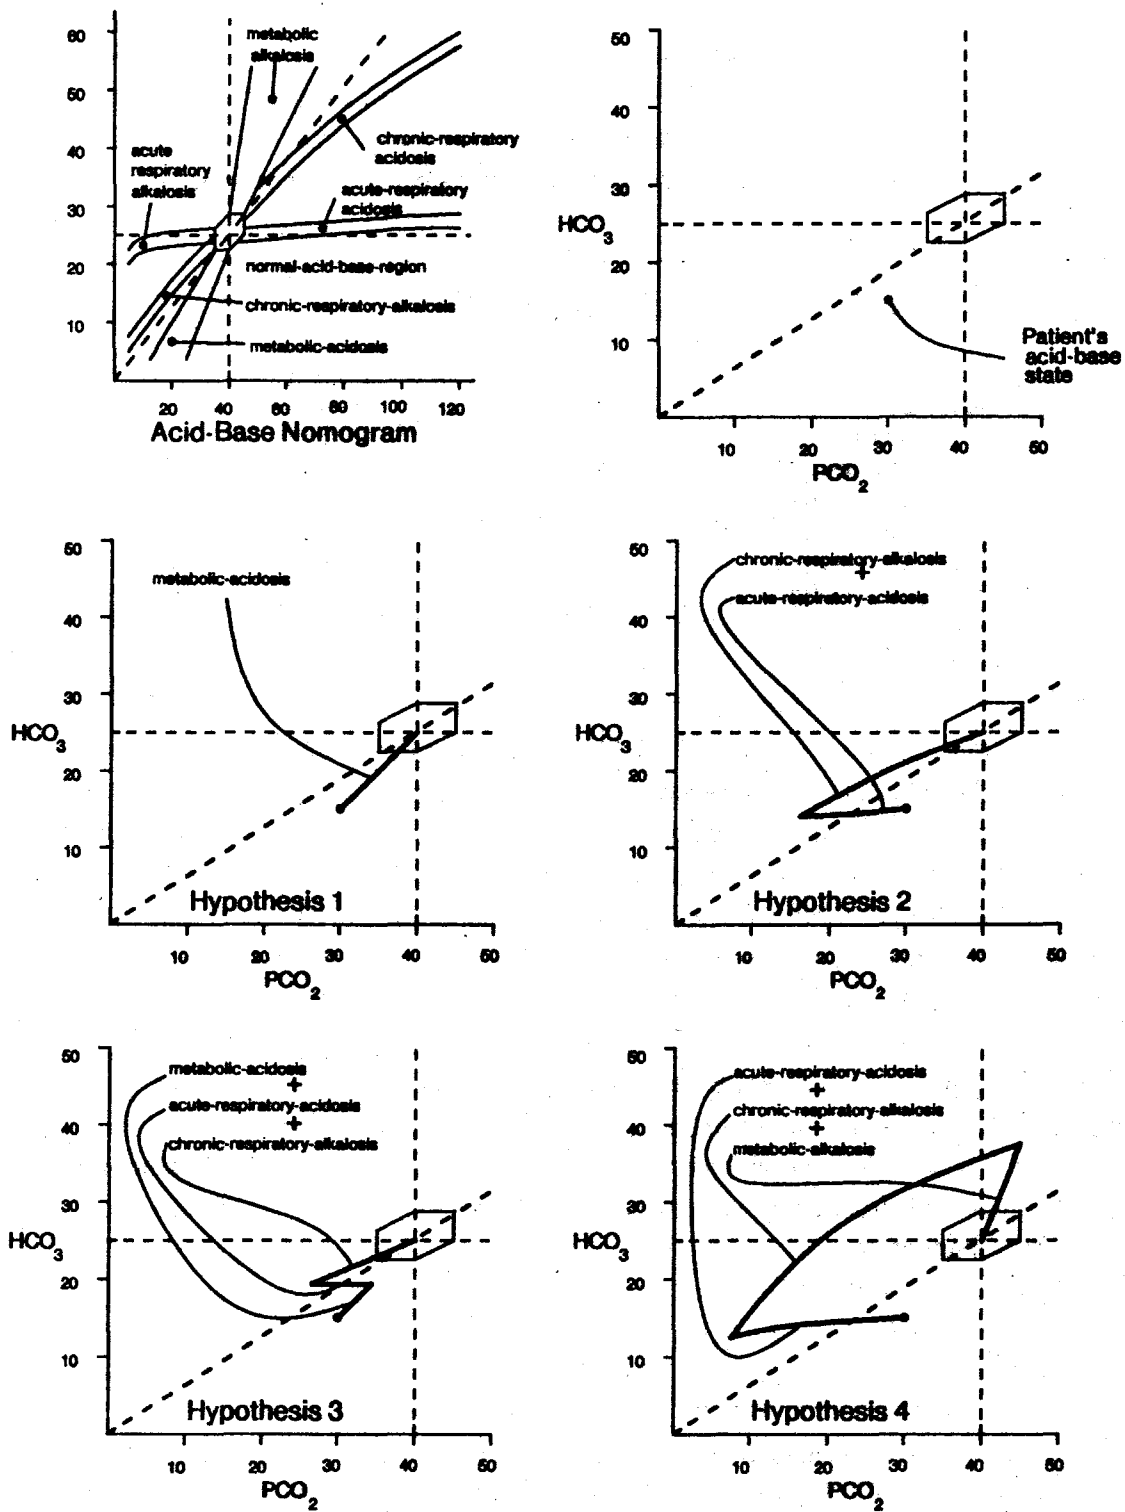 60
50
40
30
20
10
metabolic
alkalosis
acute
respiratory
alkalosis
chronic-respiratory
acidosis
acute-respiratory
acidosis
normal-acid-base-region
chronic-respiratory-alkalosis
metabolic-acidosis
20 40 60 80 100 120
Acid-Base Nomogram
50
40
30
HCO3
20
10
Patient's
acid-base
state
10 20 30 40 50
PCO2
50
metabolic-acidosis
40
30
HCO3
20
10
Hypothesis 1
10 20 30 40 50
PCO2
50
chronic-respiratory-alkalosis
+
acute-respiratory-acidosis
40
30
HCO3
20
10
Hypothesis 2
10 20 30 40 50
PCO2
50
metabolic-acidosis
+
acute-respiratory-acidosis
+
chronic-respiratory-alkalosis
40
30
HCO3
20
10
Hypothesis 3
10 20 30 40 50
PCO2
50
acute-respiratory-acidosis
+
chronic-respiratory-alkalosis
+
metabolic-alkalosis
40
30
HCO3
20
10
Hypothesis 4
10 20 30 40 50
PCO2